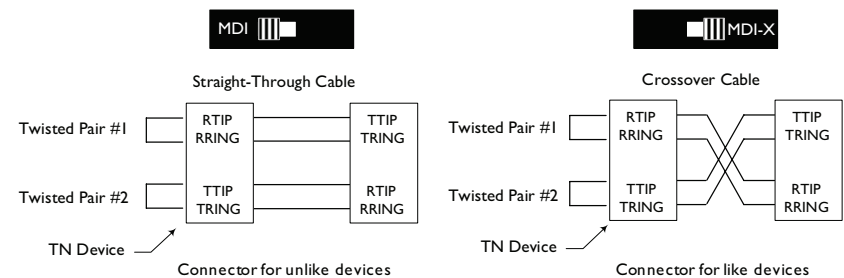 MDI
Straight-Through Cable
Twisted Pair #1
RTIP
RRING
TTIP
TRING
Twisted Pair #2
TTIP
TRING
RTIP
RRING
TN Device
Connector for unlike devices
MDI-X
Crossover Cable
Twisted Pair #1
RTIP
RRING
TTIP
TRING
Twisted Pair #2
TTIP
TRING
RTIP
RRING
TN Device
Connector for like devices